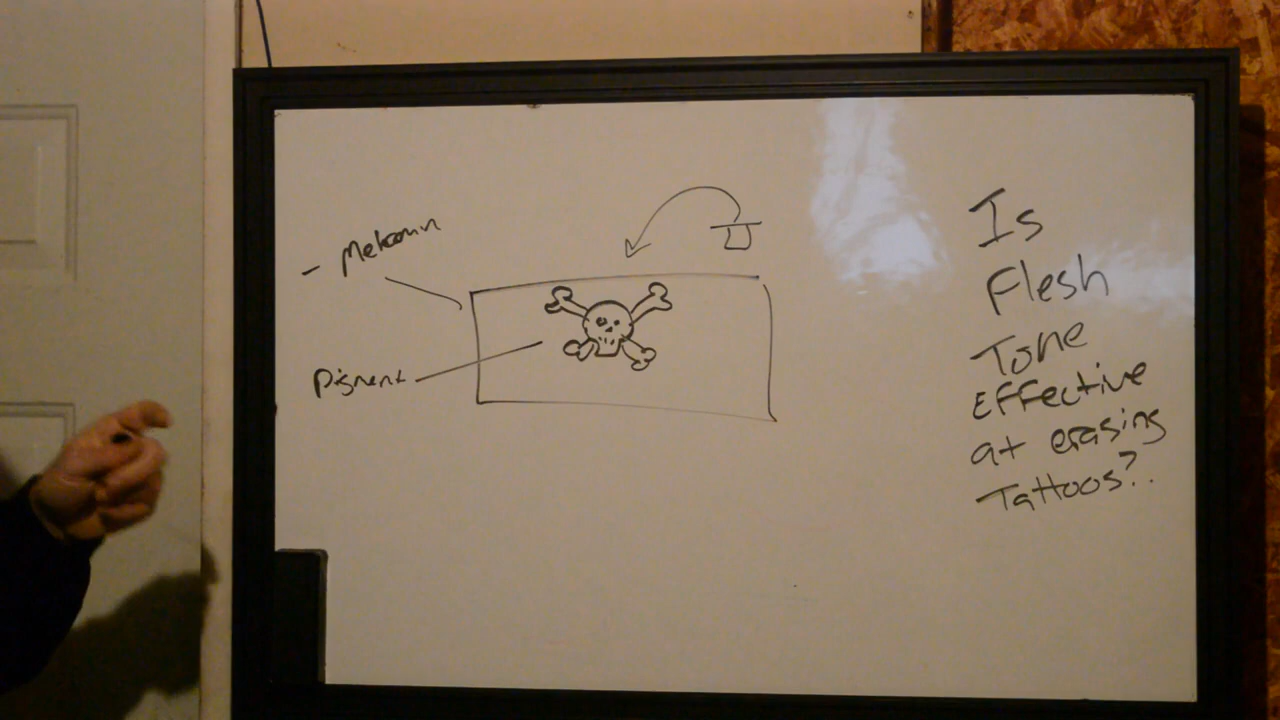 - Melanin
Pigment
Is
Flesh
Tone
Effective
at erasing
Tattoos?.